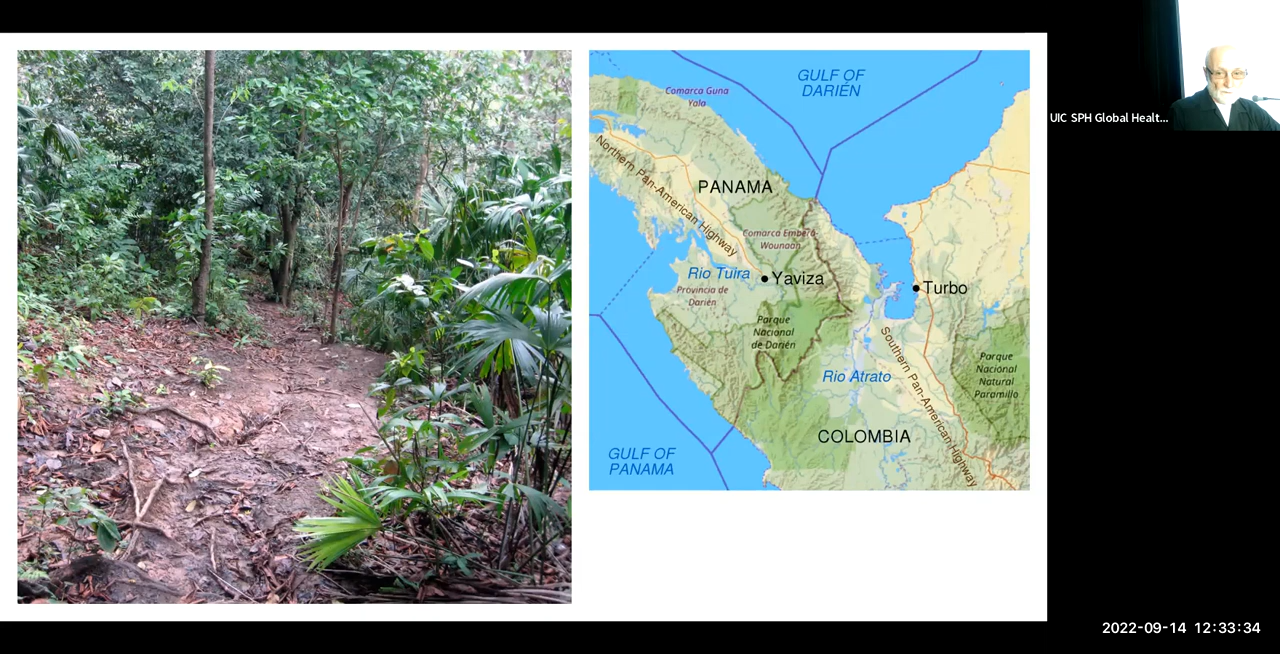 GULF OF
DARIÉN
Comarca Guna
Yala
Northern Pan-American Highway
PANAMA
Comarca Emberá-
Wounaan
Rio Tuira
Yaviza
Provincia de
Darién
Turbo
Parque
Nacional
de Darién
Southern Pan-American Highway
Parque
Nacional
Natural
Paramillo
Rio Atrato
COLOMBIA
GULF OF
PANAMA
UIC SPH Global Healt...
2022-09-14 12:33:34